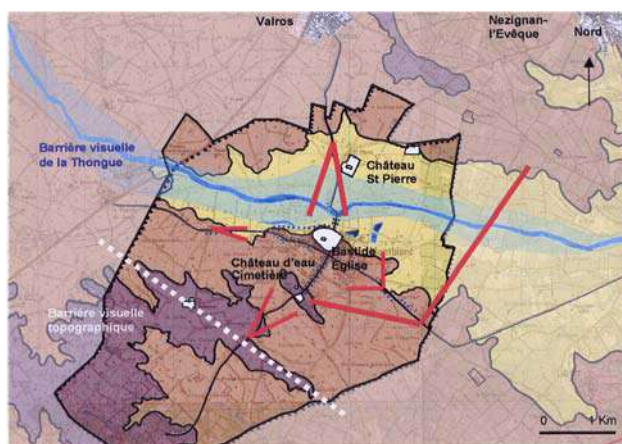 Valros
Nezignan-
l'Evêque
Nord
Barrière visuelle
de la Thongue
Château
St Pierre
Bastide
Eglise
Château d'eau
Cimetière
Barrière visuelle
topographique
0 1 Km